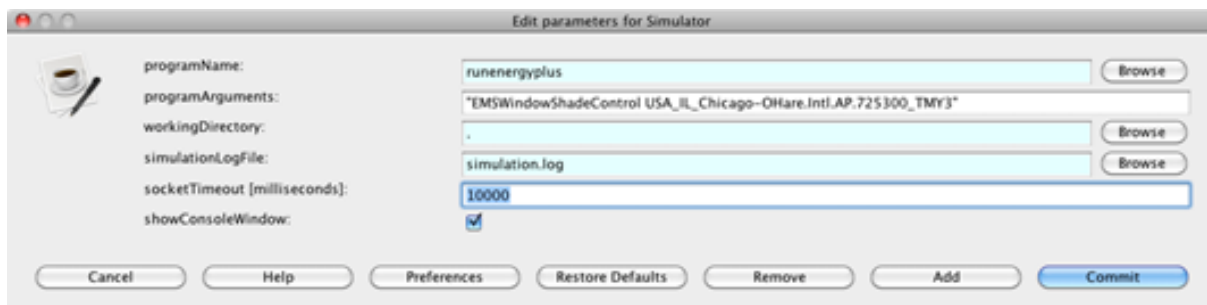 Edit parameters for Simulator
programName: runenergyplus Browse
programArguments: "EMSWindowShadeControl USA_IL_Chicago-OHare.Intl.AP.725300_TMY3"
workingDirectory: . Browse
simulationLogFile: simulation.log Browse
socketTimeout [milliseconds]: 10000
showConsoleWindow:
Cancel Help Preferences Restore Defaults Remove Add Commit